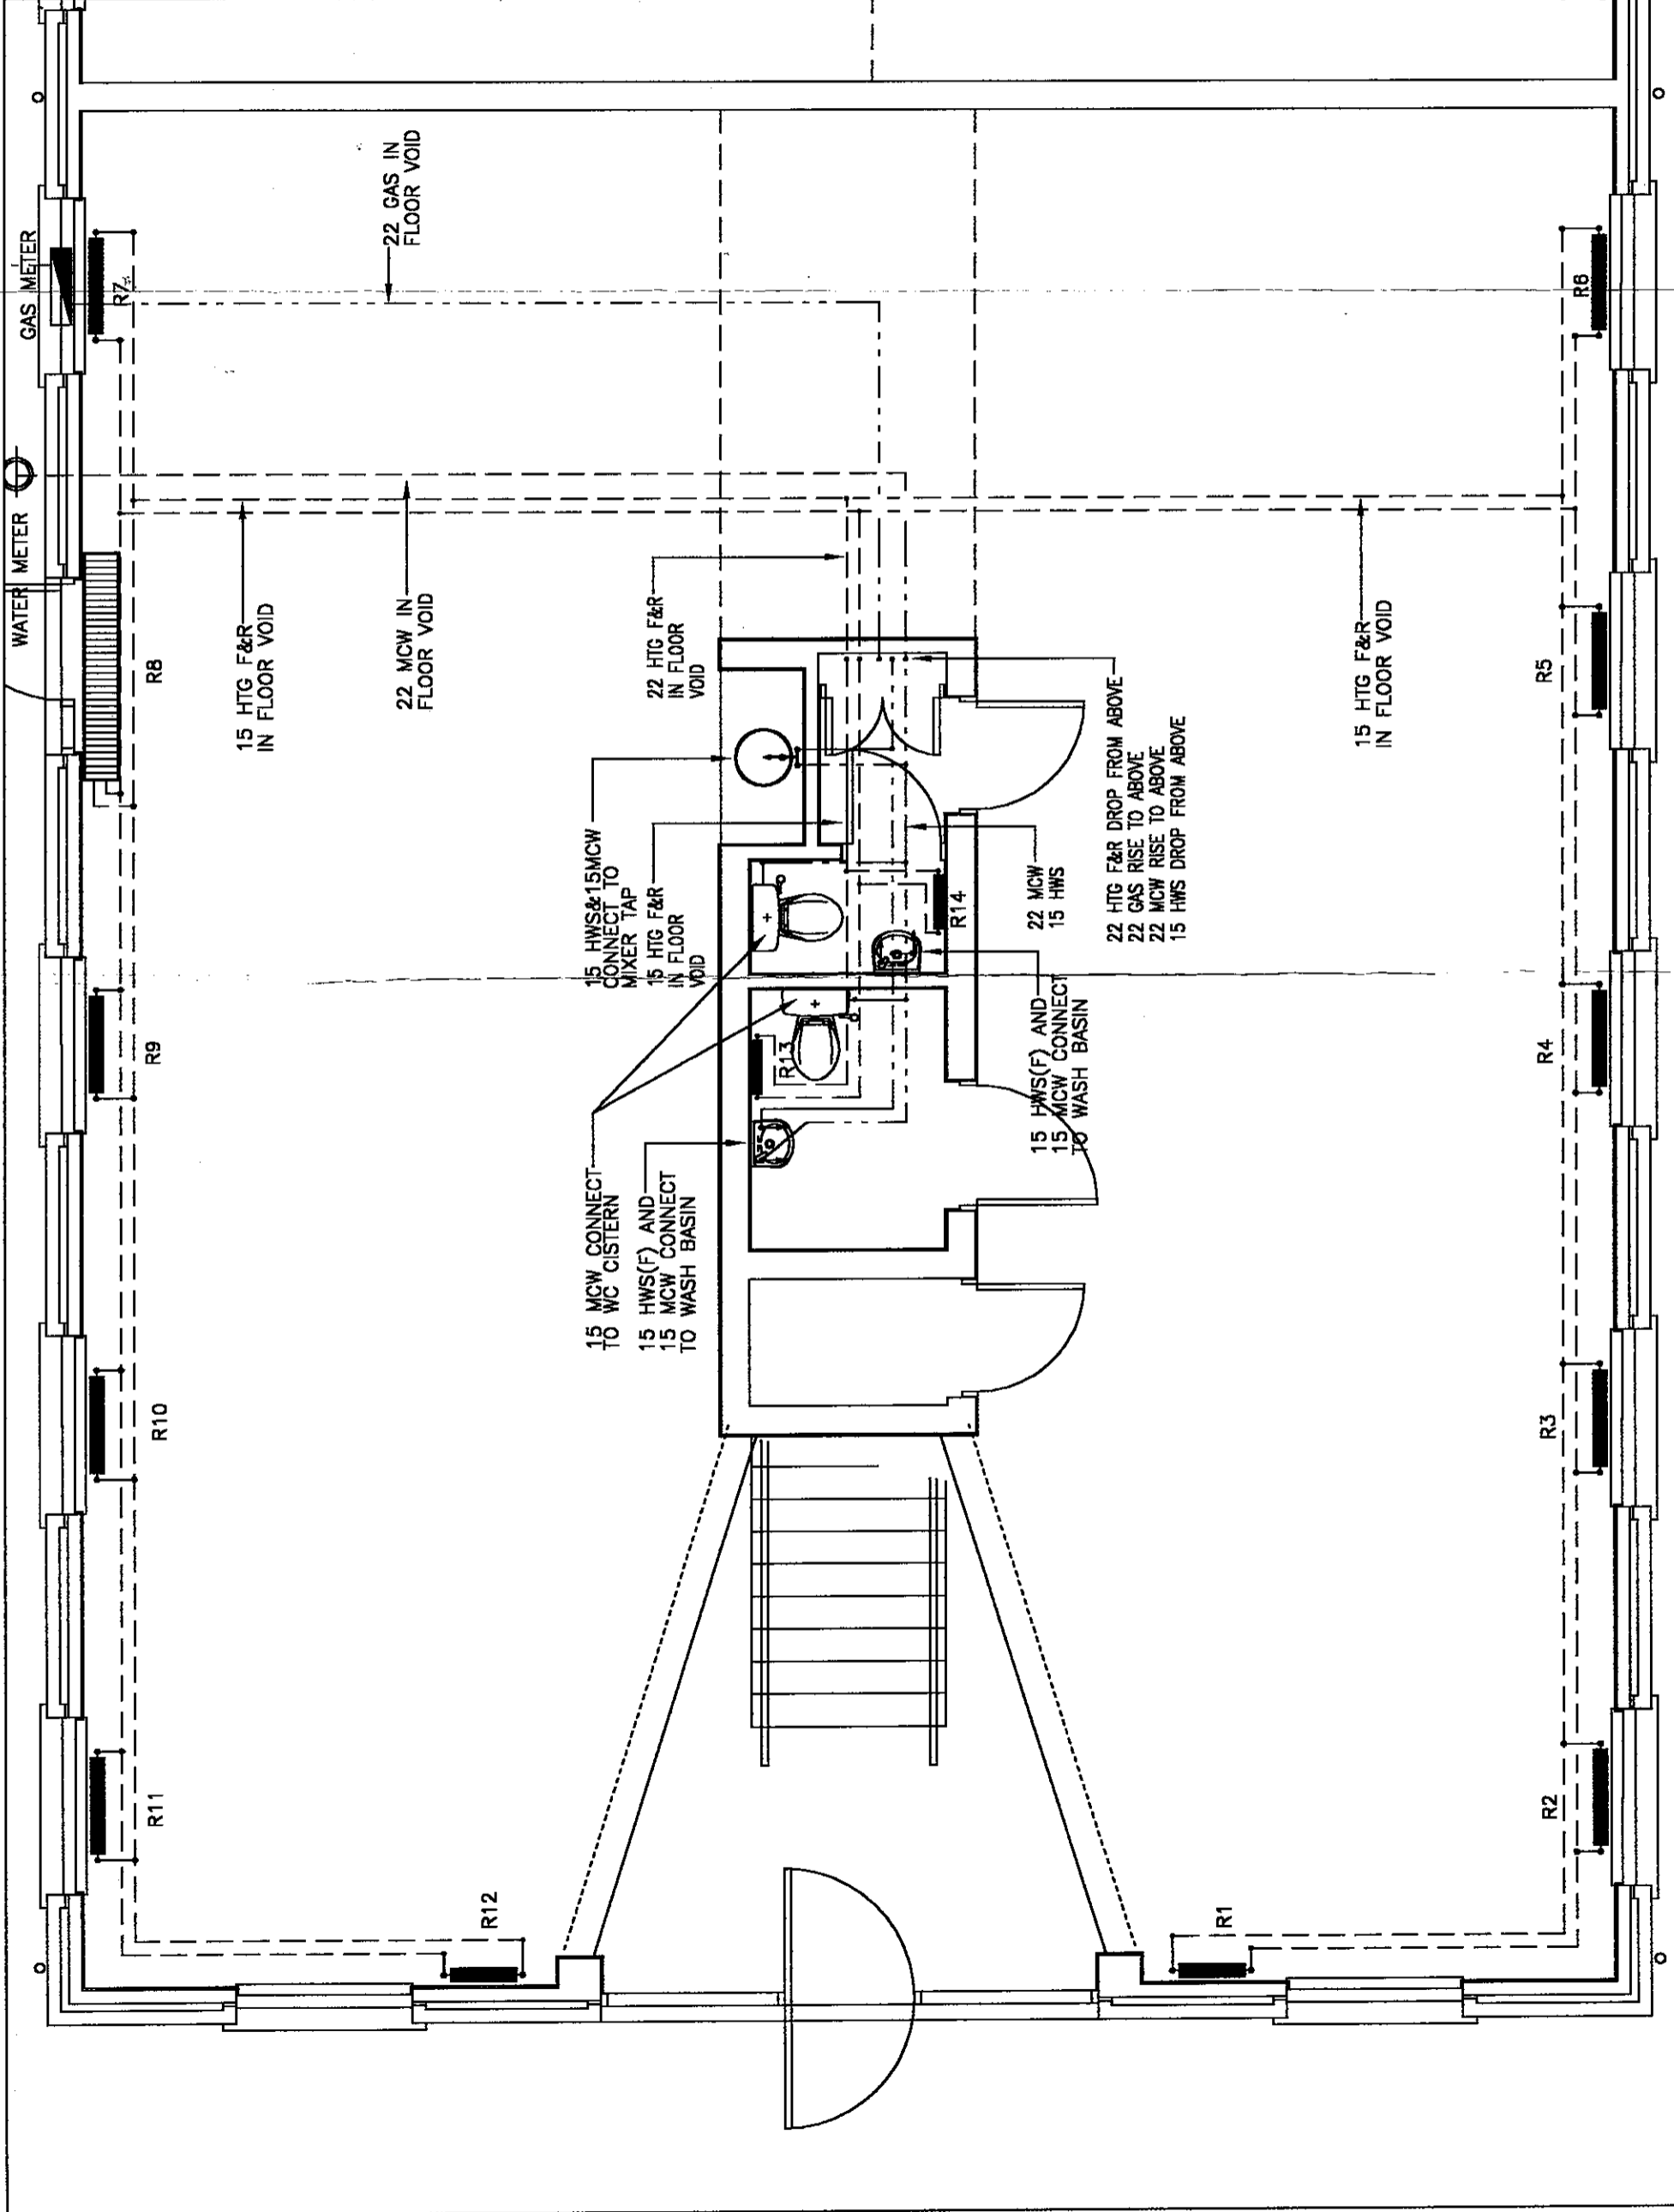 GAS METER
WATER METER
R7
22 GAS IN
FLOOR VOID
R8
15 HTG F&R
IN FLOOR VOID
22 MCW IN
FLOOR VOID
22 HTG F&R
IN FLOOR
VOID
R6
R5
15 HTG F&R
IN FLOOR VOID
15 HWS&15MCW
CONNECT TO
MIXER TAP
15 HTG F&R
IN FLOOR
VOID
22 HTG F&R DROP FROM ABOVE
22 GAS RISE TO ABOVE
22 MCW RISE TO ABOVE
15 HWS DROP FROM ABOVE
22 MCW
15 HWS
R14
R9
R13
15 HWS(F) AND
15 MCW CONNECT
TO WASH BASIN
R4
15 MCW CONNECT
TO WC CISTERN
15 HWS(F) AND
15 MCW CONNECT
TO WASH BASIN
R10
R3
R11
R2
R12
R1